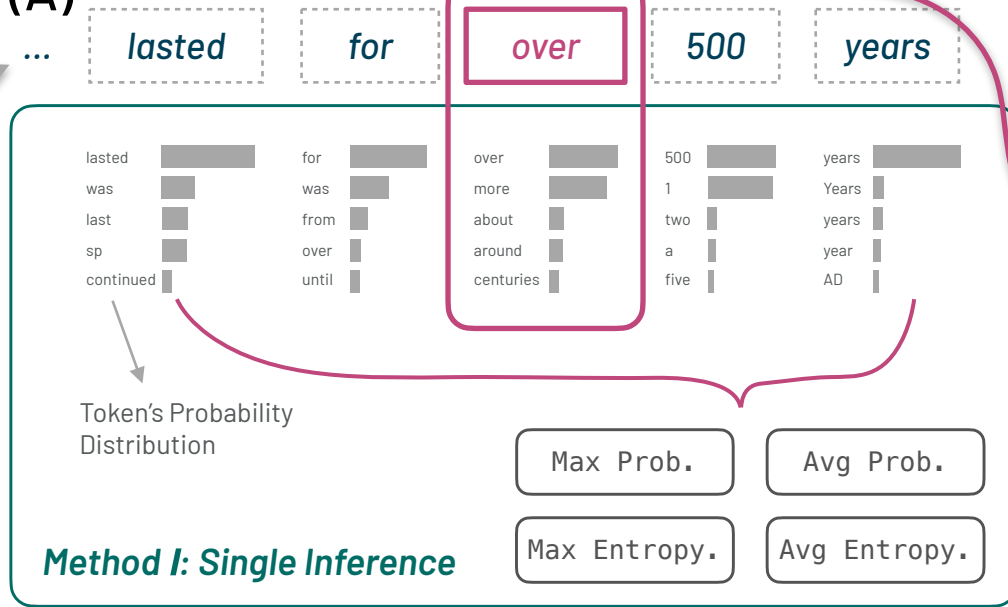 (A)
... lasted for over 500 years
lasted for over 500 years
was was more 1 Years
last from about two years
sp over around a year
continued until centuries five AD
Token's Probability
Distribution
Max Prob. Avg Prob.
Max Entropy. Avg Entropy.
Method I: Single Inference